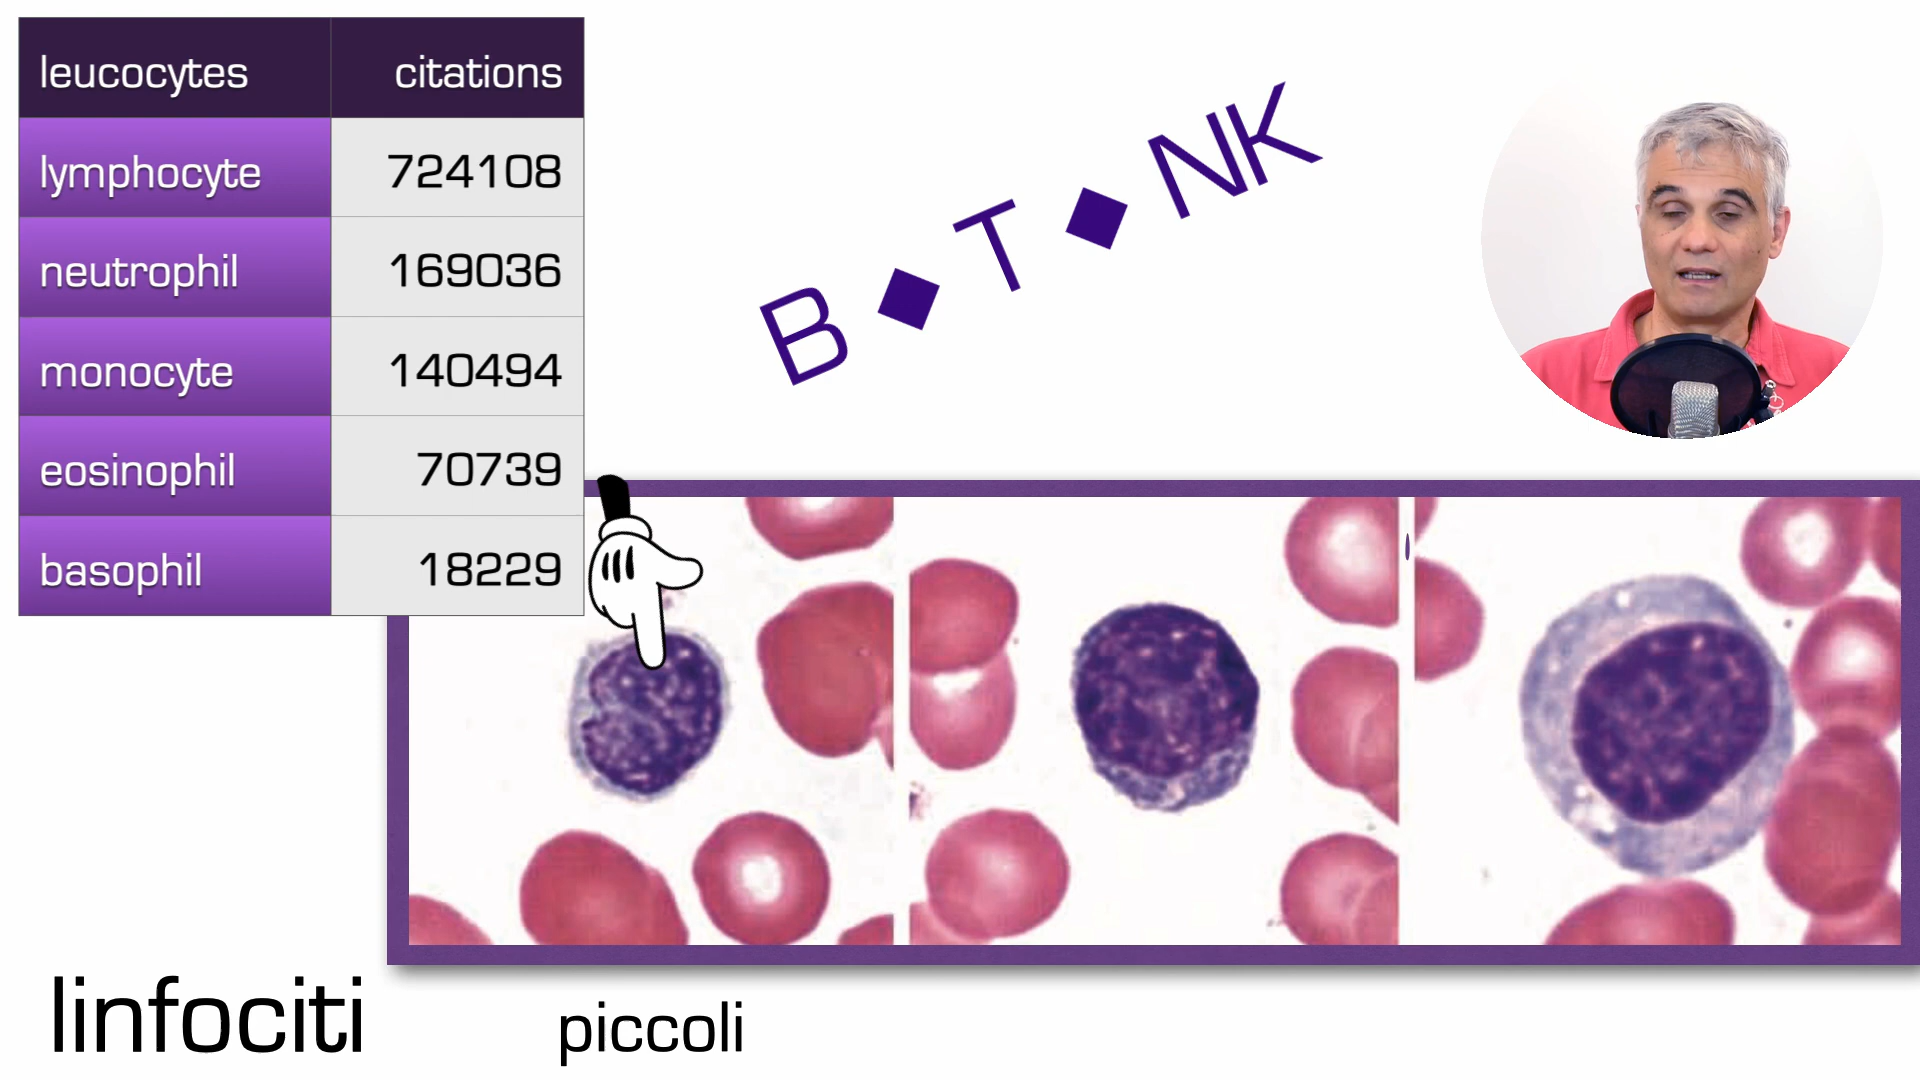 leucocytes citations
lymphocyte 724108
neutrophil 169036
monocyte 140494
eosinophil 70739
basophil 18229
B ◆ T ◆ NK
linfociti
piccoli